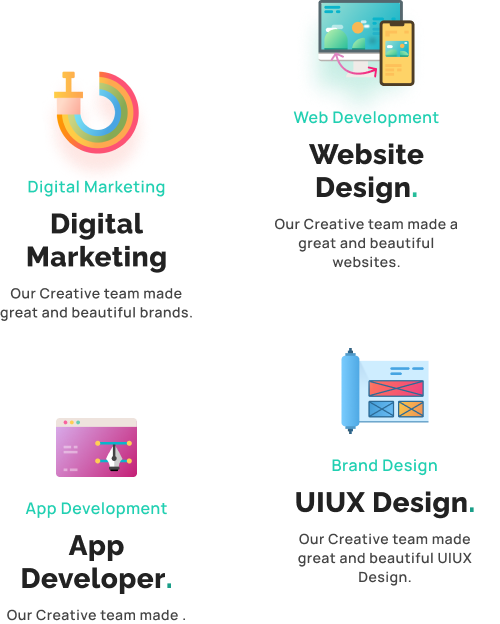 Web Development
Website
Design.
Our Creative team made a
great and beautiful
websites.
Digital Marketing
Digital
Marketing
Our Creative team made
great and beautiful brands.
Brand Design
UIUX Design.
Our Creative team made
great and beautiful UIUX
Design.
App Development
App
Developer.
Our Creative team made .